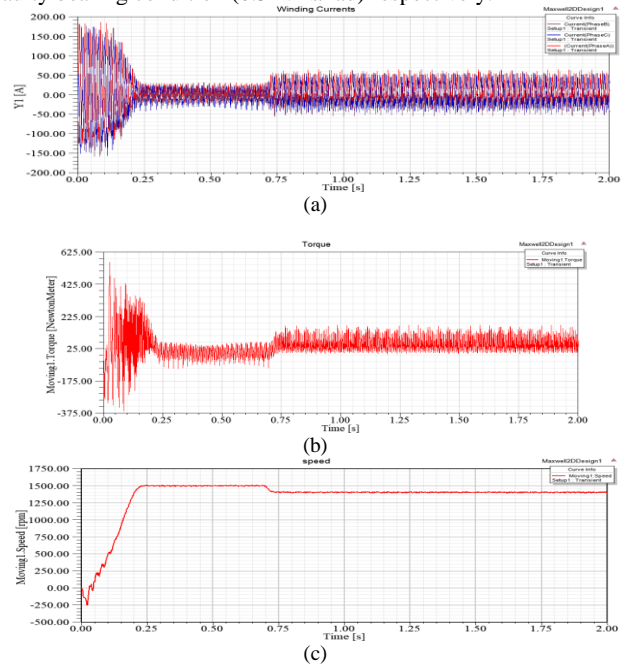 Winding Currents
Maxwell2DDesign1
Curve Info
Current(PhaseB)
Setup1 : Transient
Current(PhaseC)
Setup1 : Transient
Current(PhaseA)
Setup1 : Transient
Y1 [A]
200.00
150.00
100.00
50.00
0.00
-50.00
-100.00
-150.00
-200.00
0.00 0.25 0.50 0.75 1.00 1.25 1.50 1.75 2.00
Time [s]
(a)
Torque
Maxwell2DDesign1
Curve Info
Moving1.Torque
Setup1 : Transient
Moving1.Torque [NewtonMeter]
625.00
425.00
225.00
25.00
-175.00
-375.00
0.00 0.25 0.50 0.75 1.00 1.25 1.50 1.75 2.00
Time [s]
(b)
speed
Maxwell2DDesign1
Curve Info
Moving1.Speed
Setup1 : Transient
Moving1.Speed [rpm]
1750.00
1500.00
1250.00
1000.00
750.00
500.00
250.00
0.00
-250.00
-500.00
0.00 0.25 0.50 0.75 1.00 1.25 1.50 1.75 2.00
Time [s]
(c)